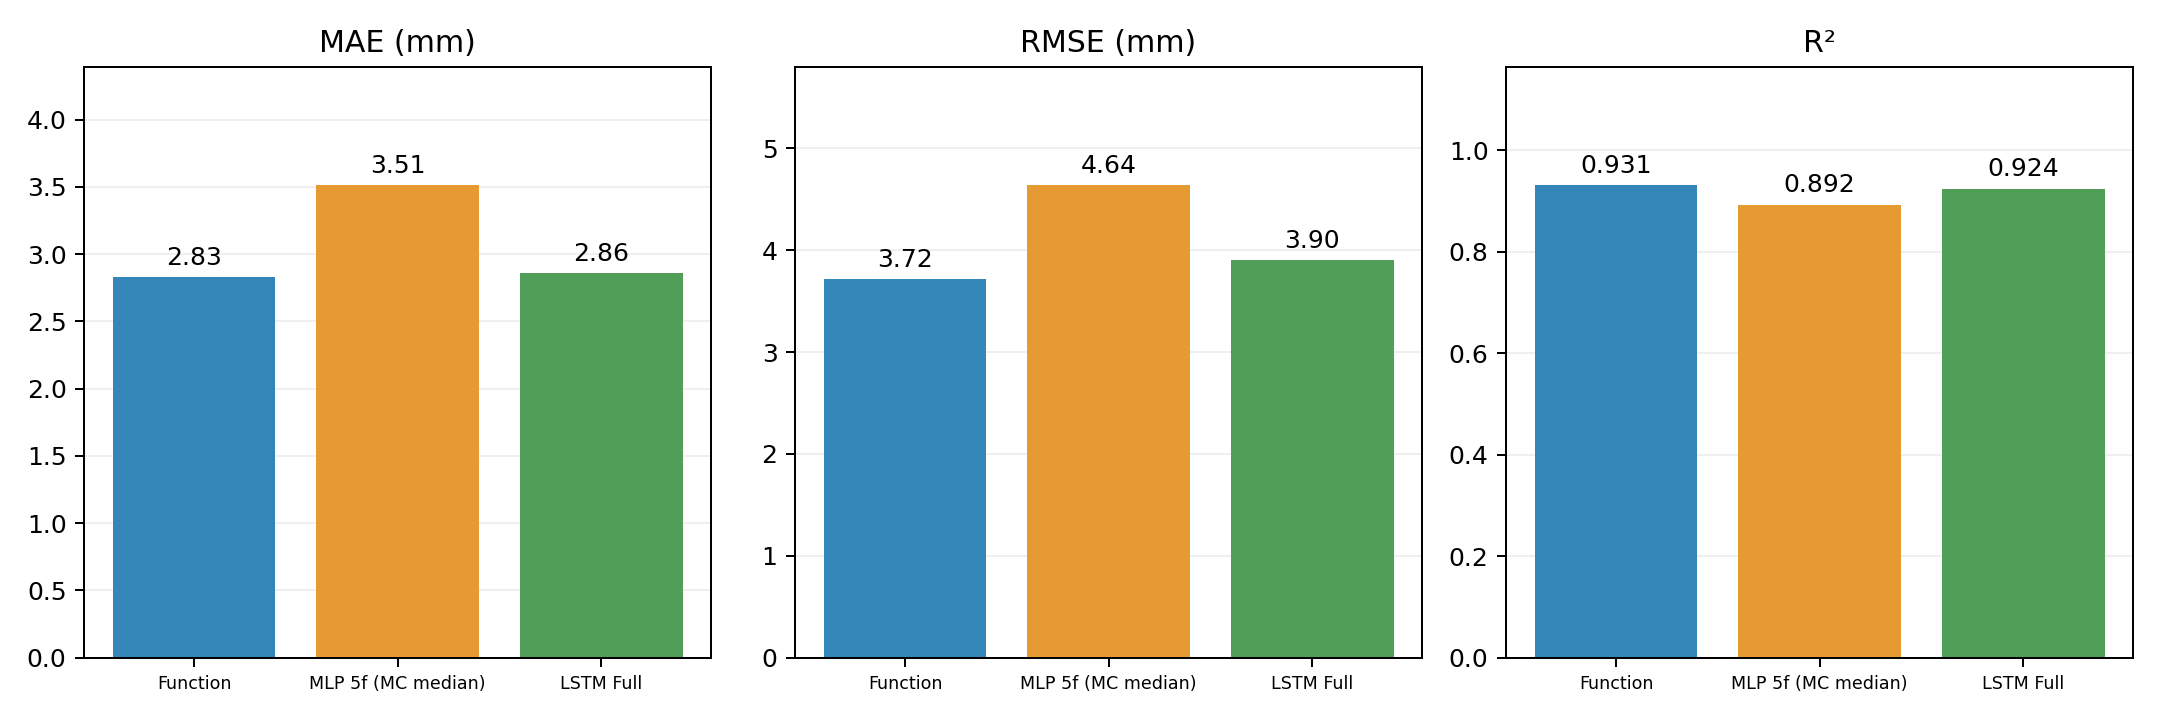 MAE (mm)
4.0
3.5
3.0
2.5
2.0
1.5
1.0
0.5
0.0
2.83
3.51
2.86
Function
MLP 5f (MC median)
LSTM Full
RMSE (mm)
5
4
3
2
1
0
3.72
4.64
3.90
Function
MLP 5f (MC median)
LSTM Full
R²
1.0
0.8
0.6
0.4
0.2
0.0
0.931
0.892
0.924
Function
MLP 5f (MC median)
LSTM Full